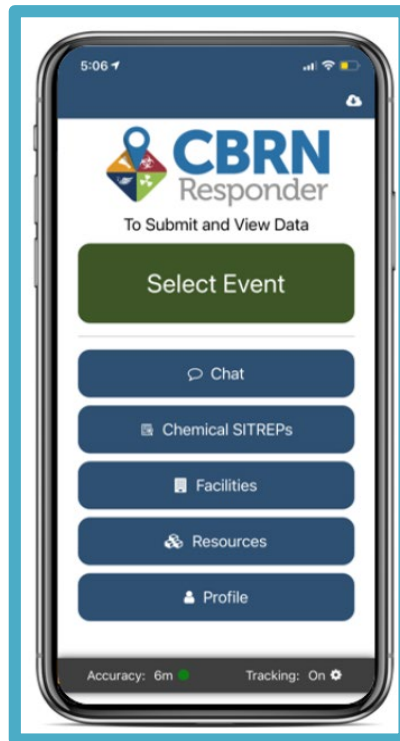 5:06
CBRN
Responder
To Submit and View Data
Select Event
Chat
Chemical SITREPs
Facilities
Resources
Profile
Accuracy: 6m
Tracking: On